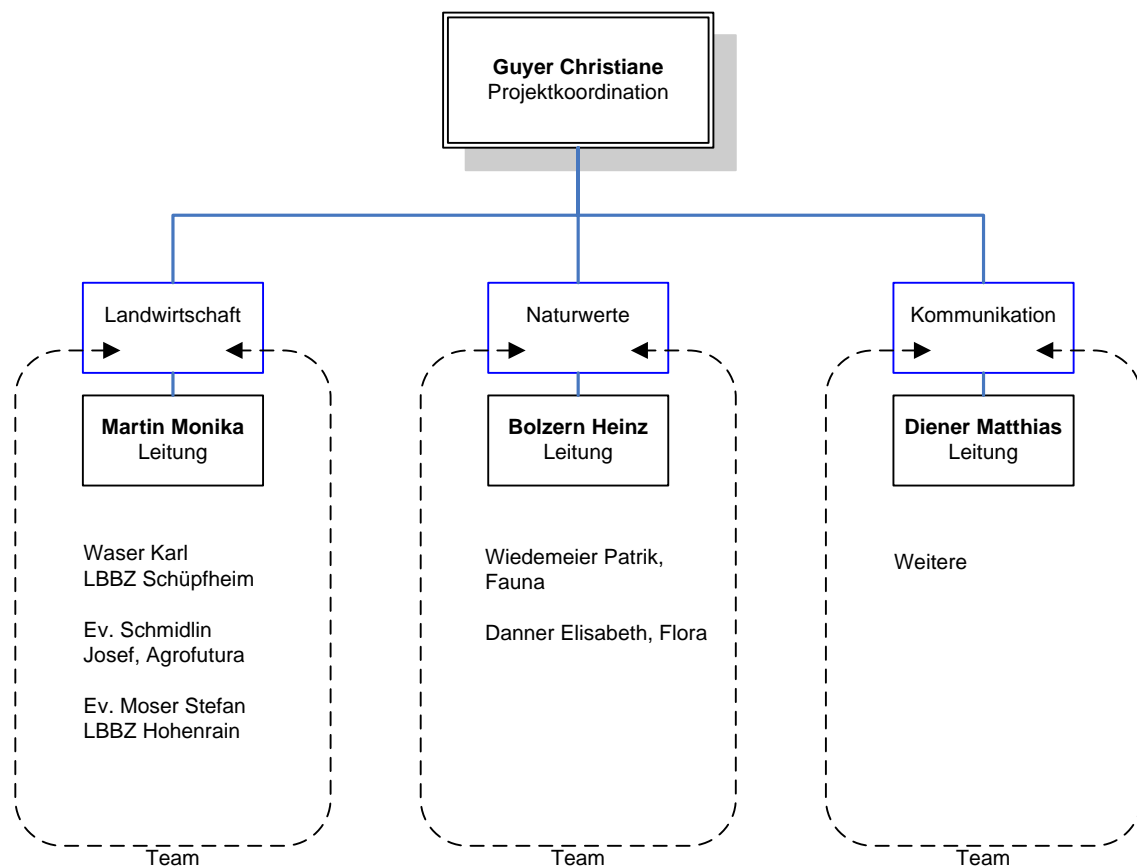 Guyer Christiane
Projektkoordination
Landwirtschaft
Martin Monika
Leitung
Waser Karl
LBBZ Schüpfheim
Ev. Schmidlin
Josef, Agrofutura
Ev. Moser Stefan
LBBZ Hohenrain
Team
Naturwerte
Bolzern Heinz
Leitung
Wiedemeier Patrik,
Fauna
Danner Elisabeth, Flora
Team
Kommunikation
Diener Matthias
Leitung
Weitere
Team